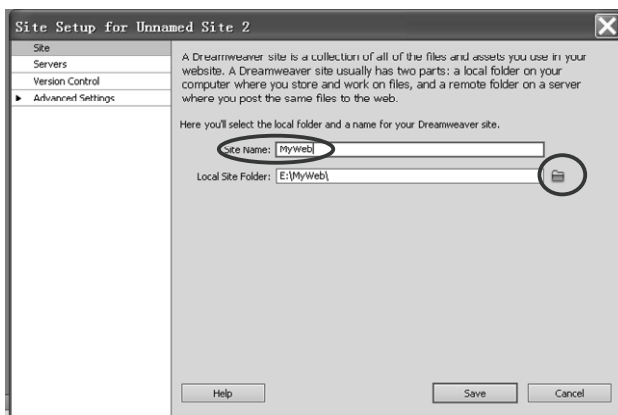 Site Setup for Unnamed Site 2
Site
Servers
Version Control
Advanced Settings
A Dreamweaver site is a collection of all of the files and assets you use in your
website. A Dreamweaver site usually has two parts: a local folder on your
computer where you store and work on files, and a remote folder on a server
where you post the same files to the web.
Here you'll select the local folder and a name for your Dreamweaver site.
Site Name: MyWeb
Local Site Folder: E:\MyWeb\
Help Save Cancel